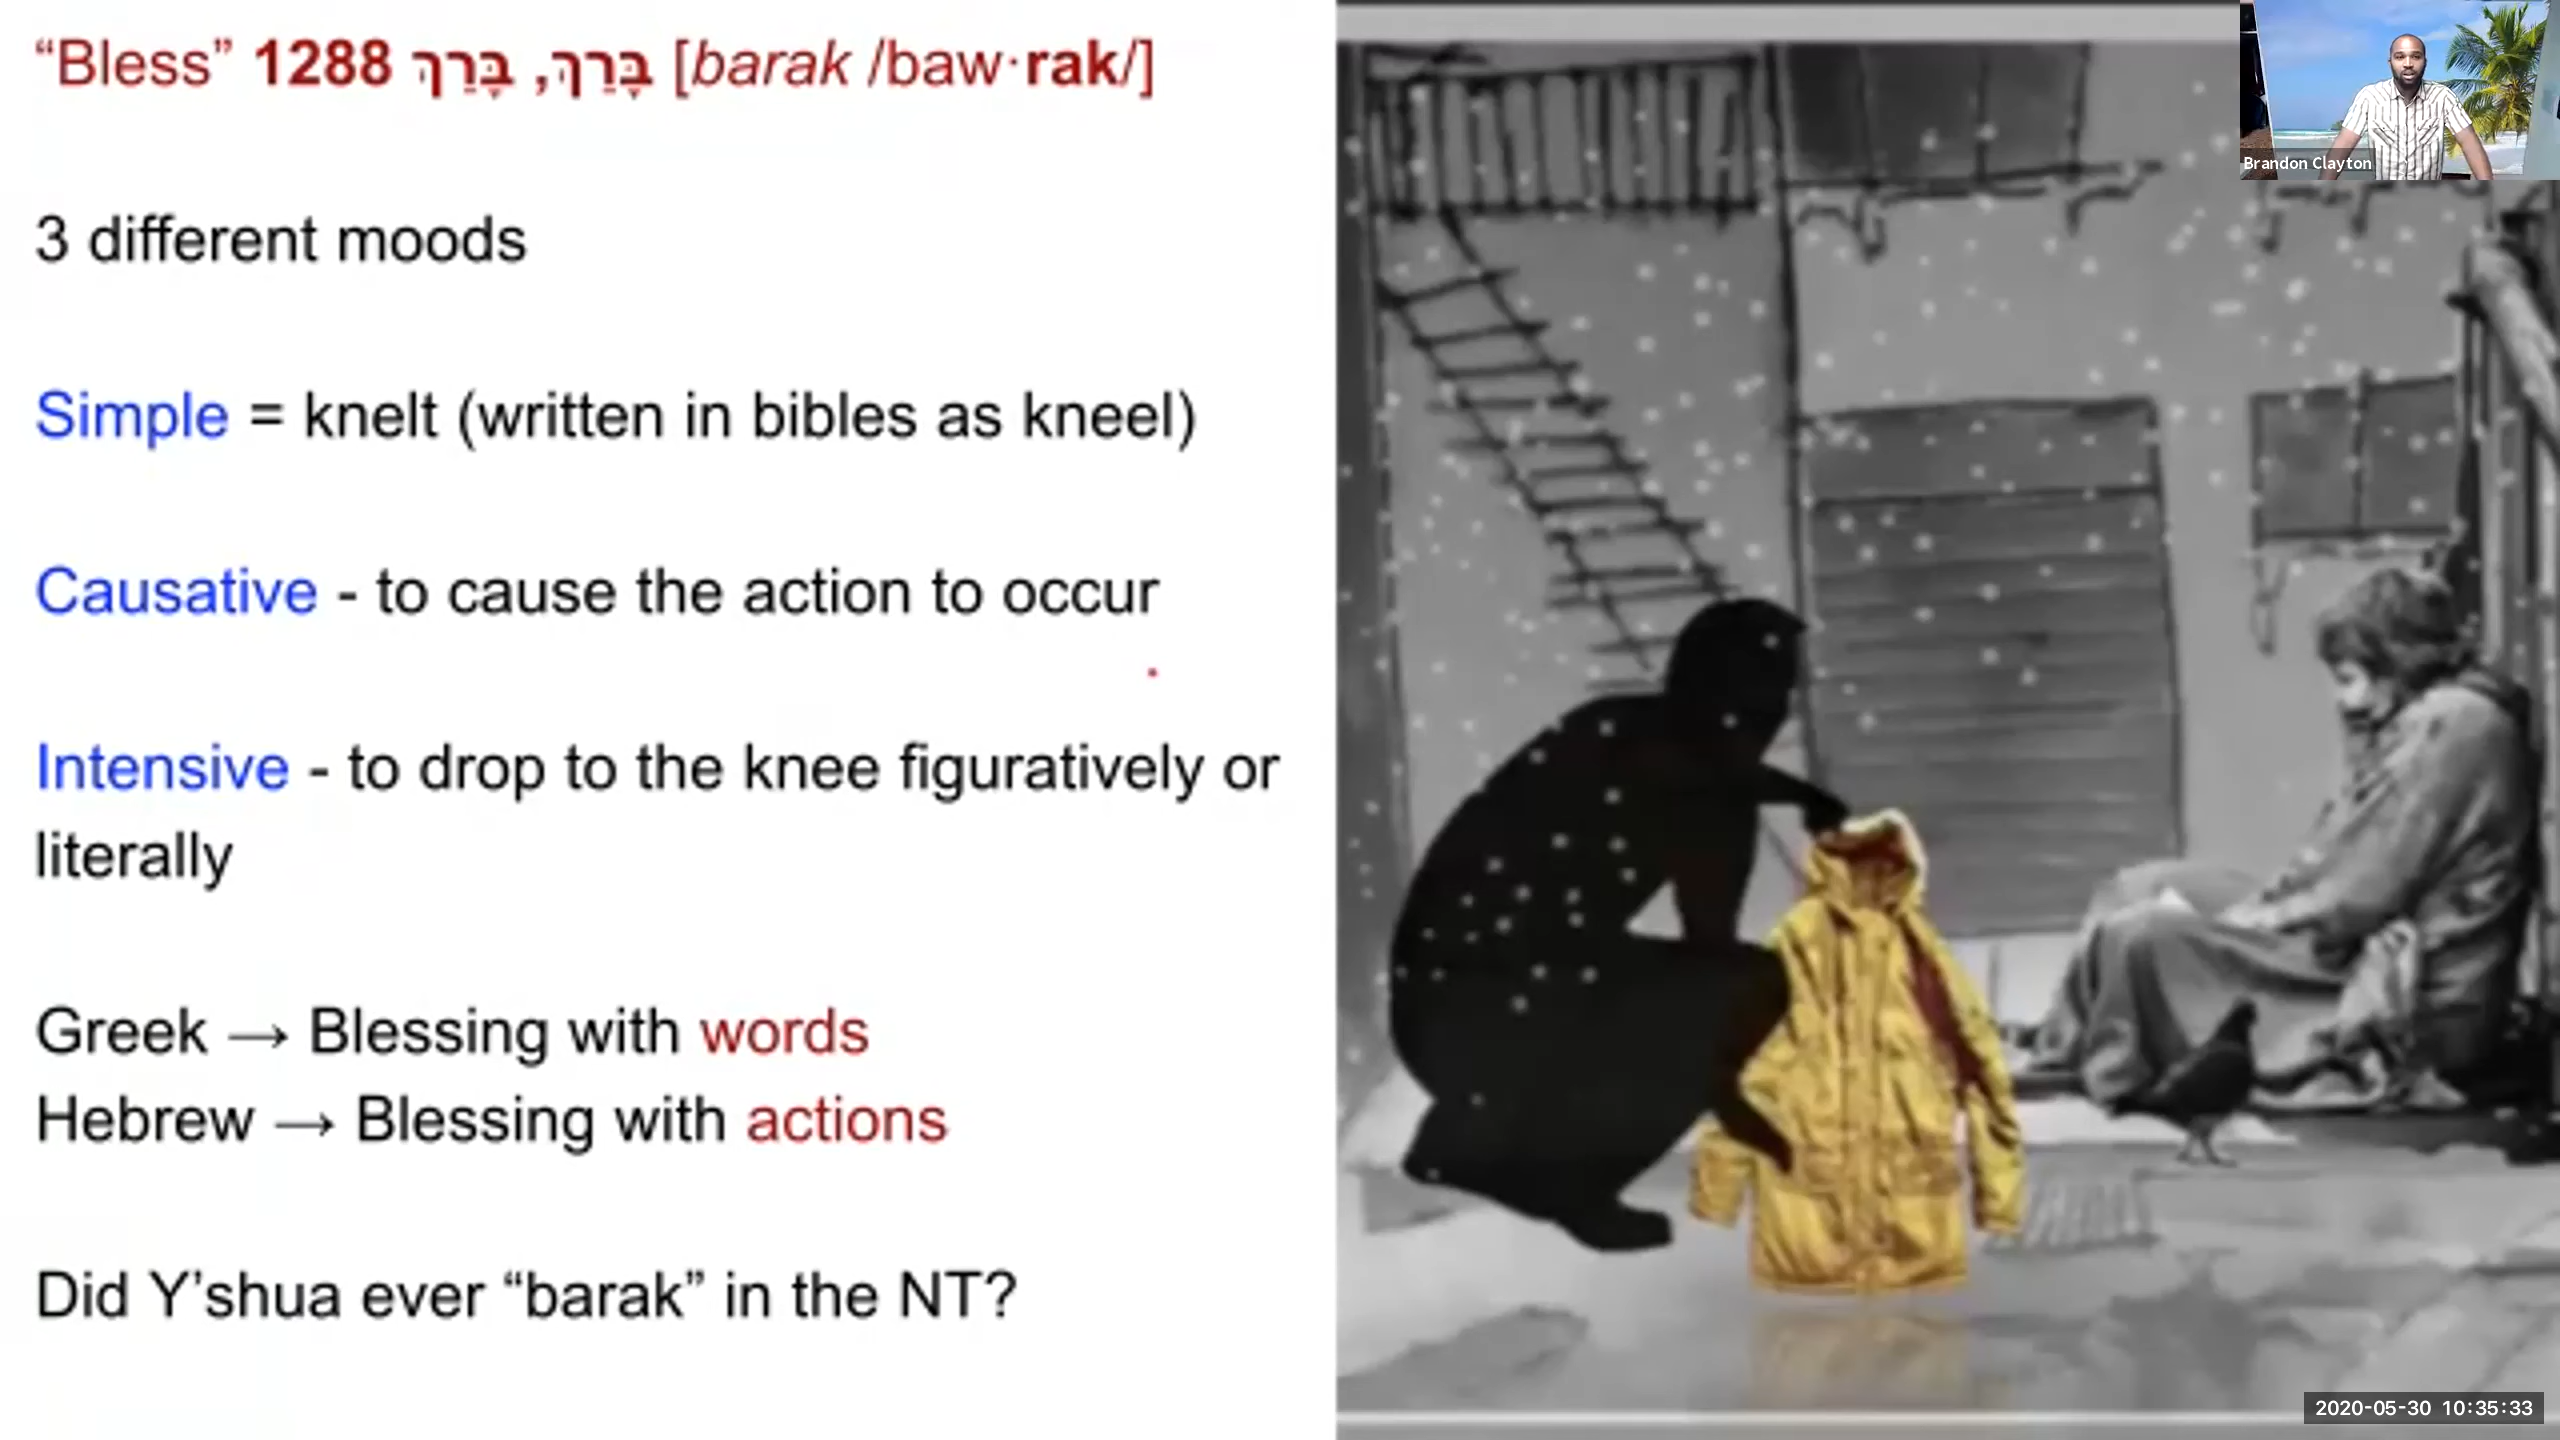 “Bless” 1288 בָּרַךְ, בָּרַךְ [barak /baw·rak/]
3 different moods
Simple = knelt (written in bibles as kneel)
Causative - to cause the action to occur
Intensive - to drop to the knee figuratively or
literally
Greek → Blessing with words
Hebrew → Blessing with actions
Did Y’shua ever “barak” in the NT?
Brandon Clayton
2020-05-30 10:35:33